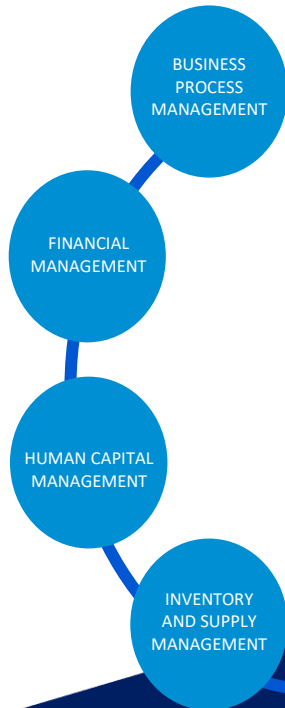 BUSINESS
PROCESS
MANAGEMENT
FINANCIAL
MANAGEMENT
HUMAN CAPITAL
MANAGEMENT
INVENTORY
AND SUPPLY
MANAGEMENT